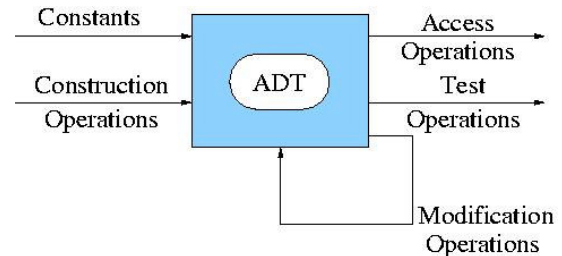 Constants
Construction
Operations
ADT
Access
Operations
Test
Operations
Modification
Operations